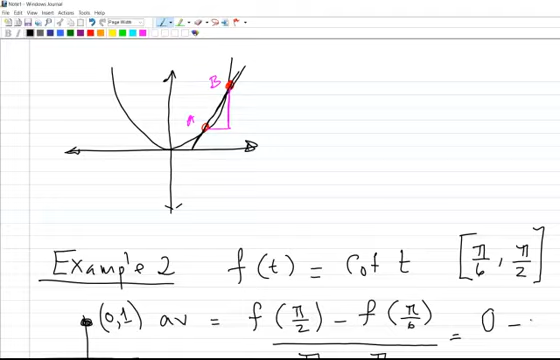 Note1 - Windows Journal
File Edit View Insert Actions Tools Help
Page Width
B
A
Example 2 f(t) = Cot t [π/6, π/2]
(0,1) av = f(π/2) - f(π/6) = 0 -